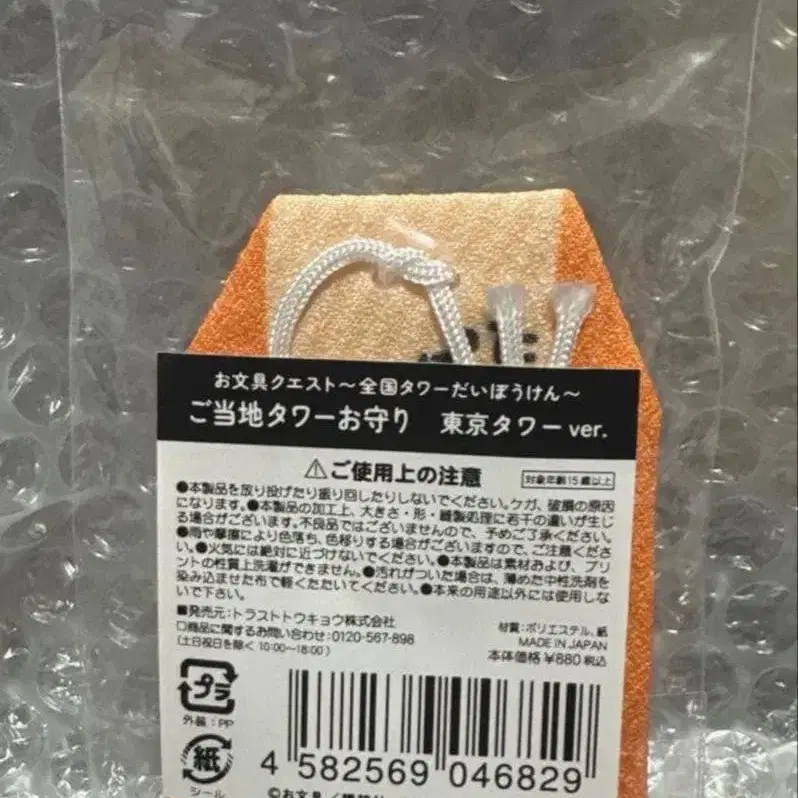 お文具クエスト～全国タワーだいぼうけん～
ご当地タワーお守り　東京タワー ver.
⚠ご使用上の注意
対象年齢15歳以上
●本製品を放り投げたり振り回したりしないでください。ケガ、破損の原因
になります。●本製品の加工上、大きさ・形・縫製処理に若干の違いが生じ
る場合がございます。不良品ではございませんので、予めご了承ください。
●雨や摩擦により色落ち、色移りする場合がございますので、ご注意くださ
い。●火気には絶対に近づけないでください。●本製品は素材および、プリ
ントの性質上洗濯ができません。●汚れがついた場合は、薄めた中性洗剤を
染み込ませた布で軽くたたいてください。●本来の用途以外には使用しな
いで下さい。
■発売元：トラストトウキョウ株式会社
□商品に関するお問い合わせ：0120-567-898
（土日祝日を除く 10:00～18:00）
材質：ポリエステル、紙
MADE IN JAPAN
本体価格 ¥880 税込
プラ
外装：PP
紙
シール
4 582569 046829
©お文具／